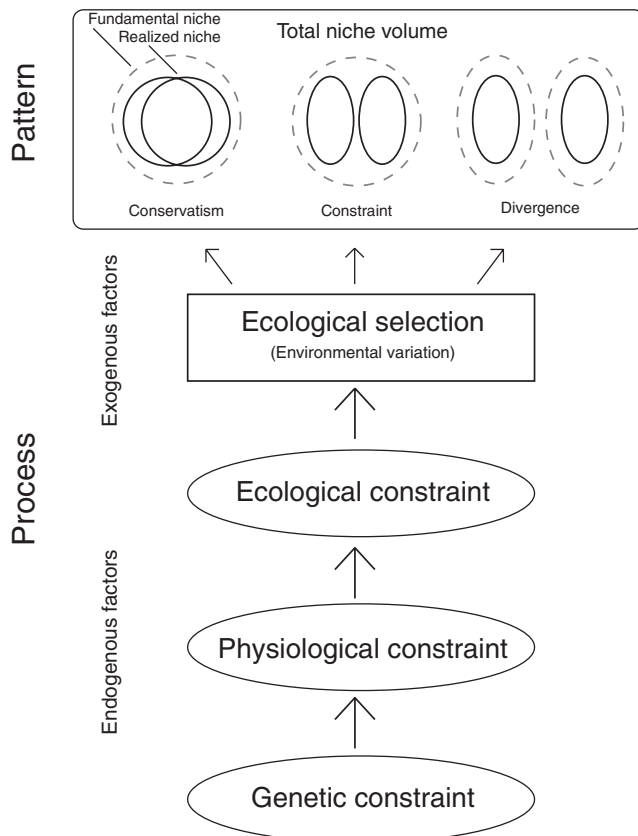 Fundamental niche
Realized niche
Total niche volume
Pattern
Conservatism
Constraint
Divergence
Exogenous factors
Ecological selection
(Environmental variation)
Process
Ecological constraint
Endogenous factors
Physiological constraint
Genetic constraint